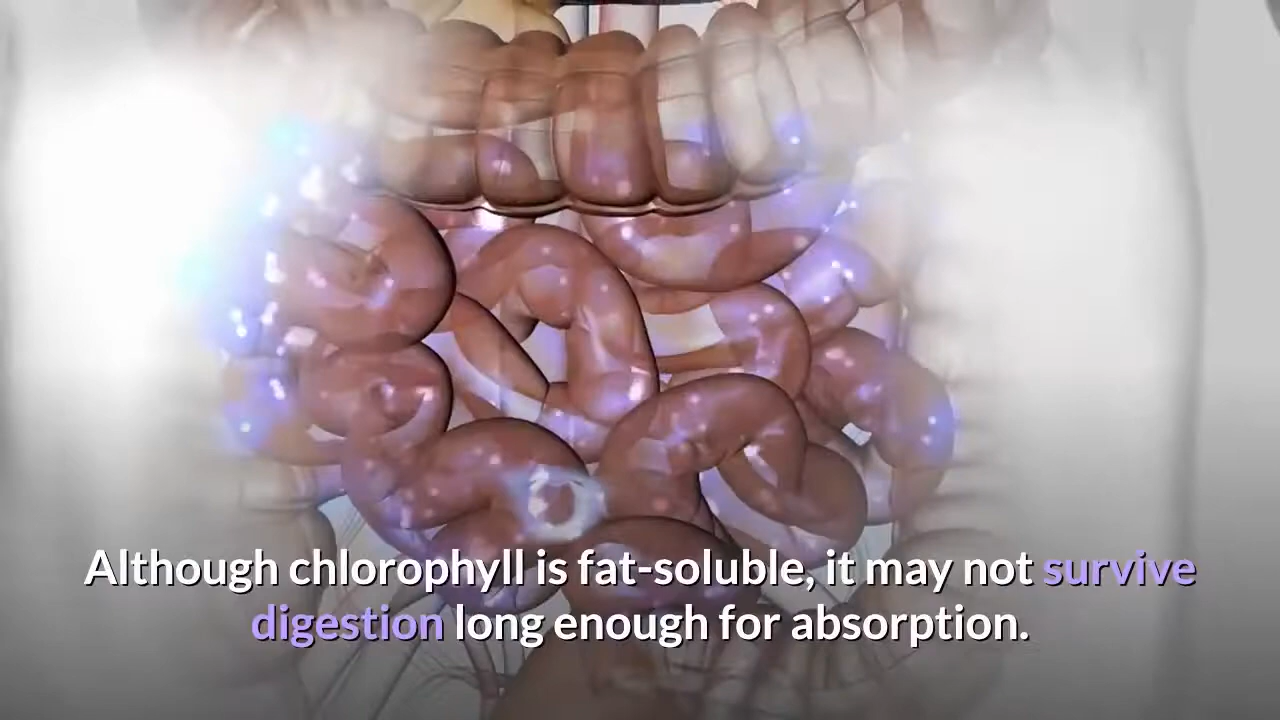 Although chlorophyll is fat-soluble, it may not survive
digestion long enough for absorption.